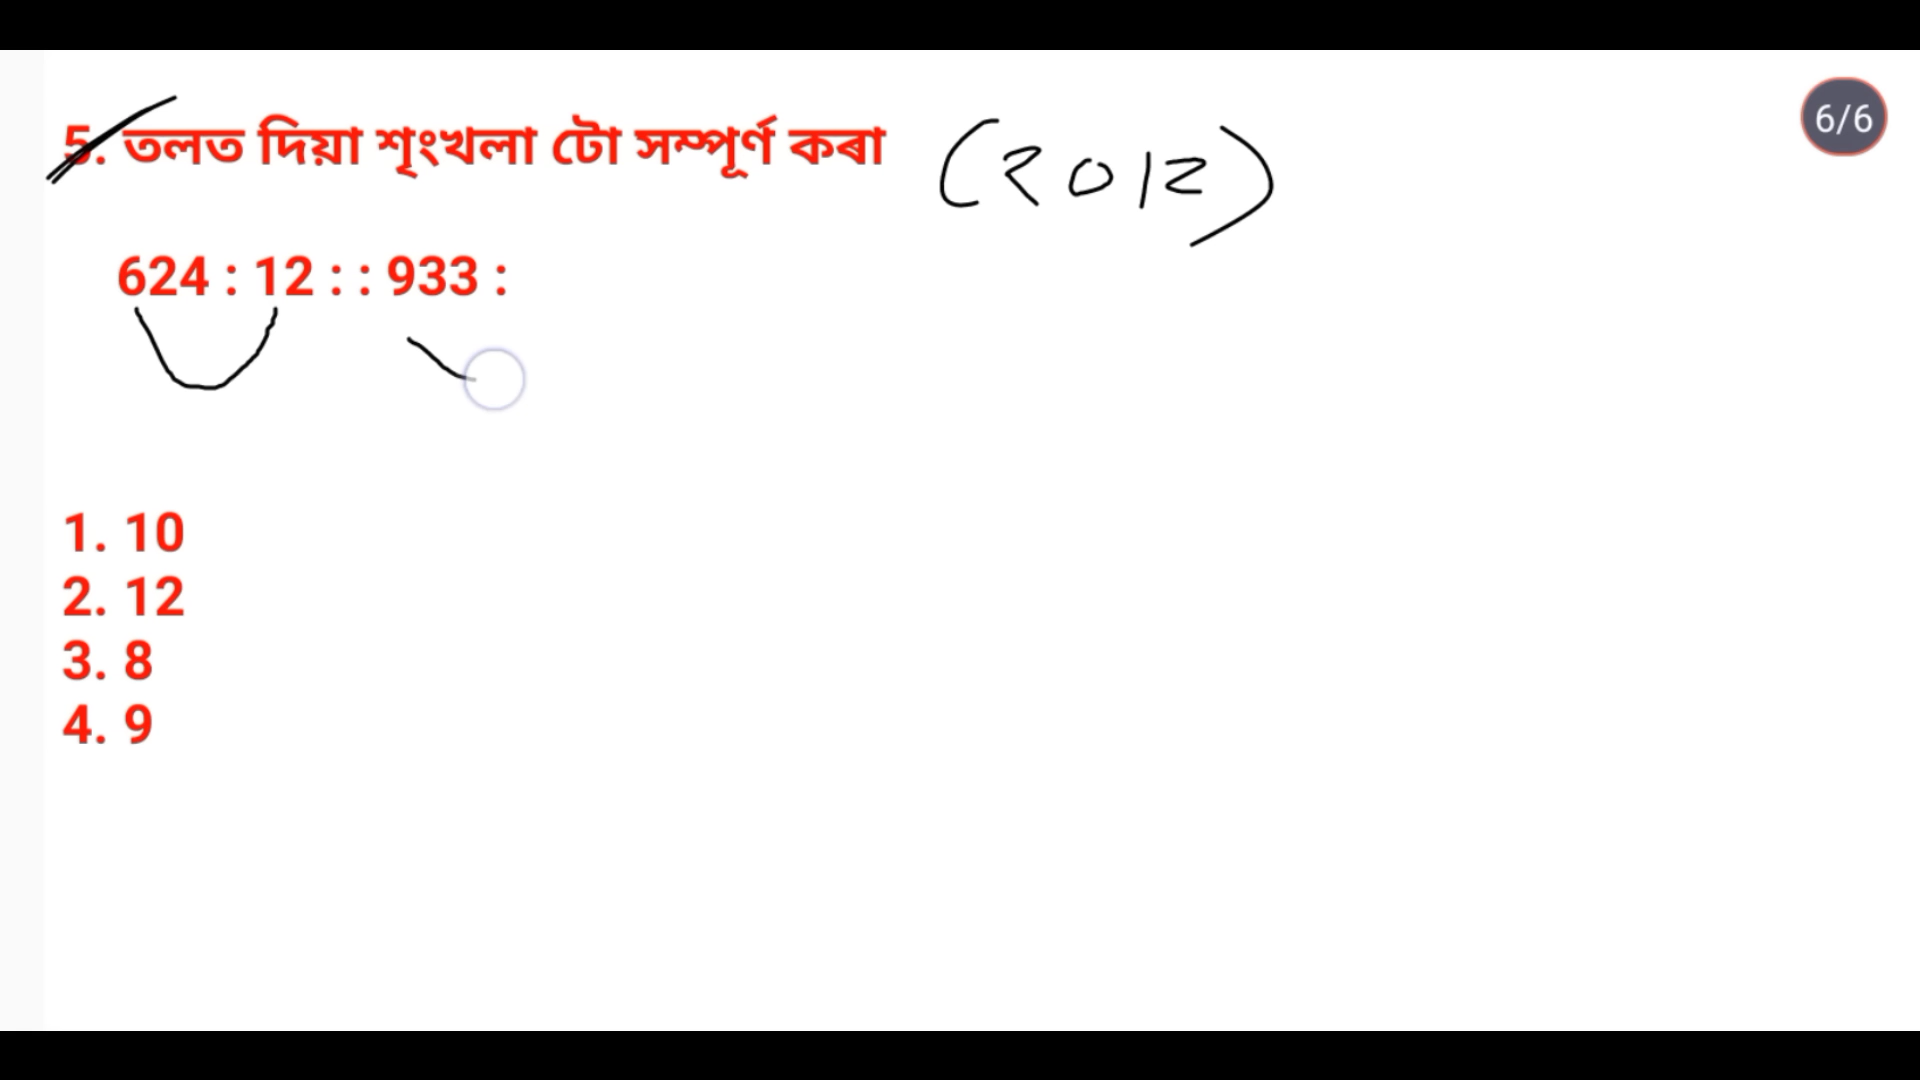 5. তলত দিয়া শৃংখলা টো সম্পূৰ্ণ কৰা (2012)
6/6
624 : 12 : : 933 :
1. 10
2. 12
3. 8
4. 9